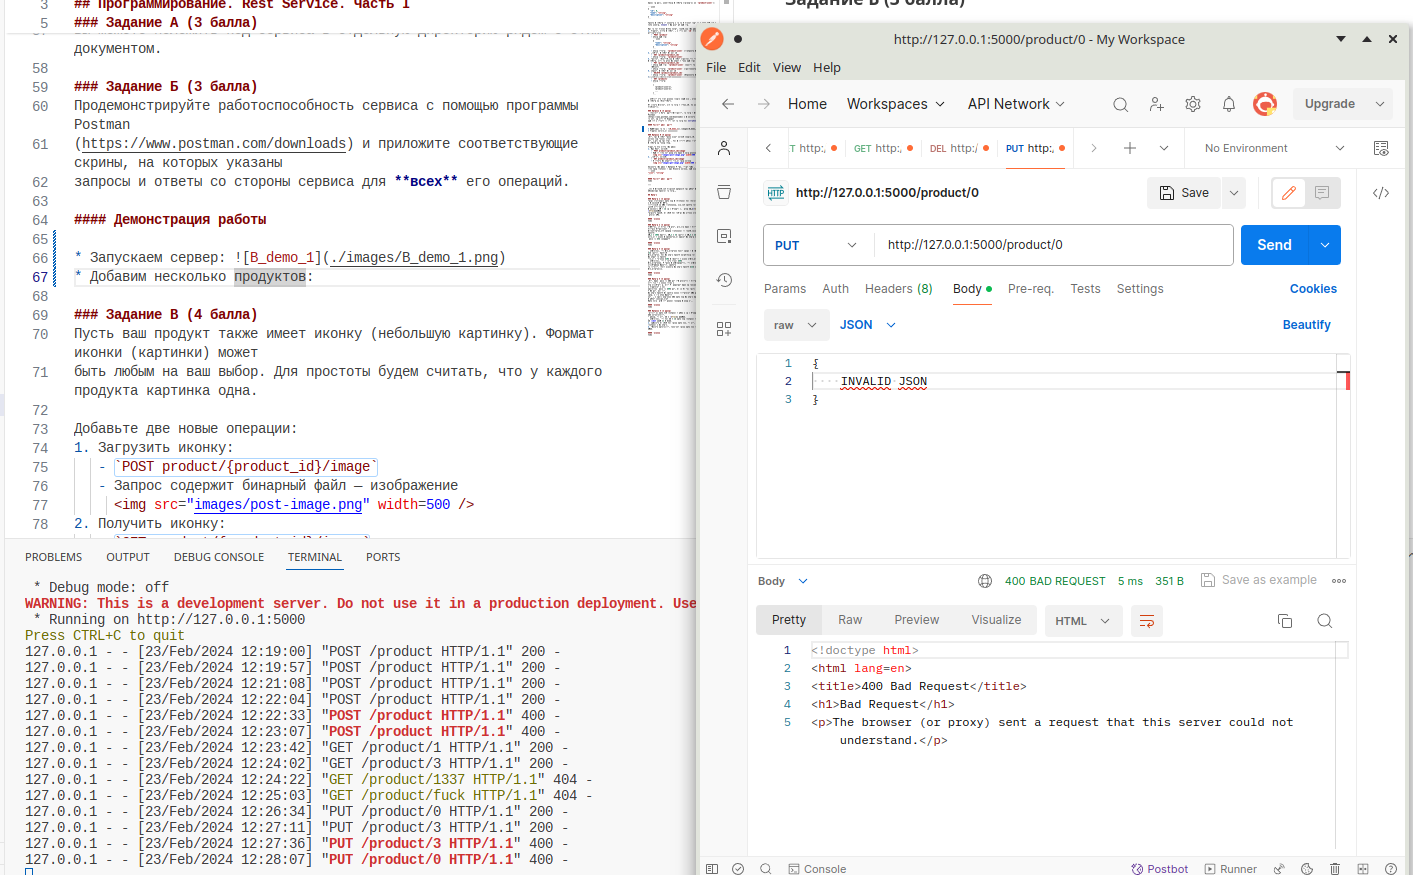 3 ## Программирование. Rest Service. Часть I
5 ### Задание А (3 балла)
документом.
58
59 ### Задание Б (3 балла)
60 Продемонстрируйте работоспособность сервиса с помощью программы
Postman
61 (https://www.postman.com/downloads) и приложите соответствующие
скрины, на которых указаны
62 запросы и ответы со стороны сервиса для **всех** его операций.
63
64 #### Демонстрация работы
65
66 * Запускаем сервер: ![B_demo_1](./images/B_demo_1.png)
67 * Добавим несколько продуктов:
68
69 ### Задание В (4 балла)
70 Пусть ваш продукт также имеет иконку (небольшую картинку). Формат
иконки (картинки) может
71 быть любым на ваш выбор. Для простоты будем считать, что у каждого
продукта картинка одна.
72
73 Добавьте две новые операции:
74 1. Загрузить иконку:
75 - `POST product/{product_id}/image`
76 - Запрос содержит бинарный файл — изображение
77 <img src="images/post-image.png" width=500 />
78 2. Получить иконку:
PROBLEMS OUTPUT DEBUG CONSOLE TERMINAL PORTS
* Debug mode: off
WARNING: This is a development server. Do not use it in a production deployment. Use
* Running on http://127.0.0.1:5000
Press CTRL+C to quit
127.0.0.1 - - [23/Feb/2024 12:19:00] "POST /product HTTP/1.1" 200 -
127.0.0.1 - - [23/Feb/2024 12:19:57] "POST /product HTTP/1.1" 200 -
127.0.0.1 - - [23/Feb/2024 12:21:08] "POST /product HTTP/1.1" 200 -
127.0.0.1 - - [23/Feb/2024 12:22:04] "POST /product HTTP/1.1" 200 -
127.0.0.1 - - [23/Feb/2024 12:22:33] "POST /product HTTP/1.1" 400 -
127.0.0.1 - - [23/Feb/2024 12:23:07] "POST /product HTTP/1.1" 400 -
127.0.0.1 - - [23/Feb/2024 12:23:42] "GET /product/1 HTTP/1.1" 200 -
127.0.0.1 - - [23/Feb/2024 12:24:02] "GET /product/3 HTTP/1.1" 200 -
127.0.0.1 - - [23/Feb/2024 12:24:22] "GET /product/1337 HTTP/1.1" 404 -
127.0.0.1 - - [23/Feb/2024 12:25:03] "GET /product/fuck HTTP/1.1" 404 -
127.0.0.1 - - [23/Feb/2024 12:26:34] "PUT /product/0 HTTP/1.1" 200 -
127.0.0.1 - - [23/Feb/2024 12:27:11] "PUT /product/3 HTTP/1.1" 200 -
127.0.0.1 - - [23/Feb/2024 12:27:36] "PUT /product/3 HTTP/1.1" 400 -
127.0.0.1 - - [23/Feb/2024 12:28:07] "PUT /product/0 HTTP/1.1" 400 -
http://127.0.0.1:5000/product/0 - My Workspace
File Edit View Help
Home Workspaces API Network Upgrade
T http:, GET http:, DEL http:/ PUT http:, No Environment
HTTP http://127.0.0.1:5000/product/0 Save
PUT http://127.0.0.1:5000/product/0 Send
Params Auth Headers (8) Body Pre-req. Tests Settings Cookies
raw JSON Beautify
1 {
2 INVALID JSON
3 }
Body 400 BAD REQUEST 5 ms 351 B Save as example
Pretty Raw Preview Visualize HTML
1 <!doctype html>
2 <html lang=en>
3 <title>400 Bad Request</title>
4 <h1>Bad Request</h1>
5 <p>The browser (or proxy) sent a request that this server could not
understand.</p>
Console Postbot Runner